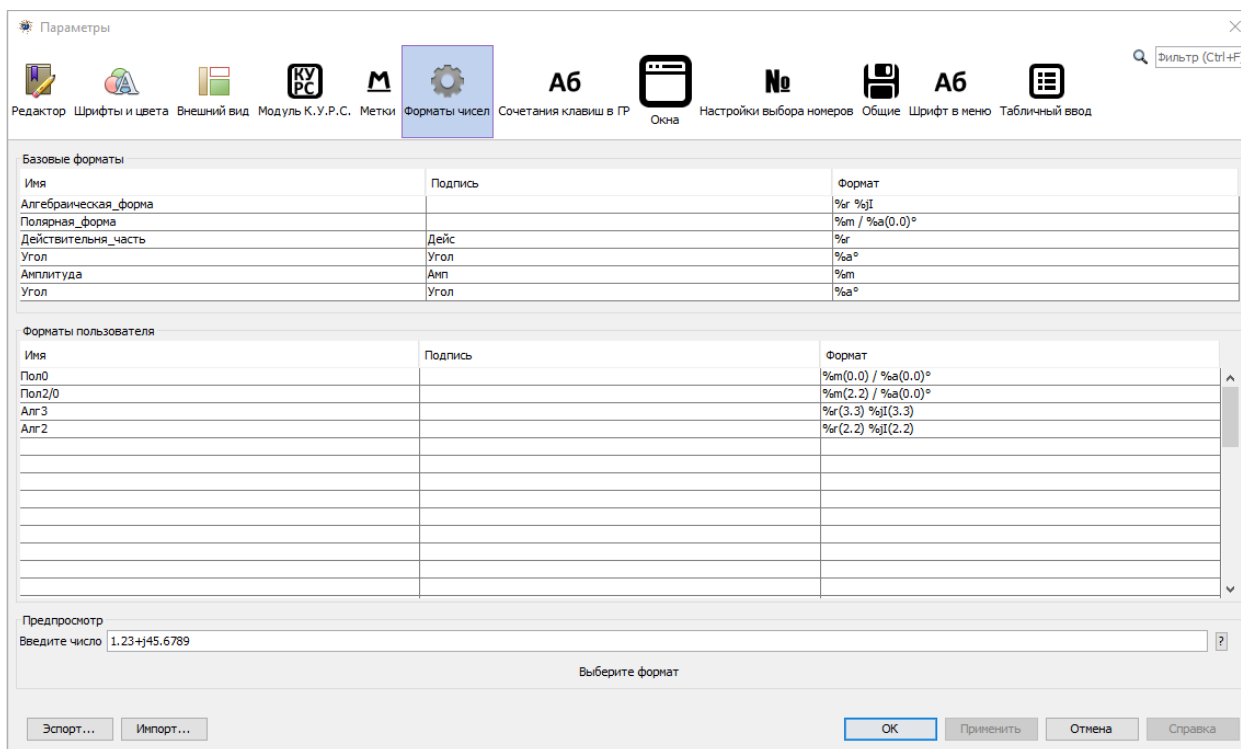 Параметры
Фильтр (Ctrl+F)
КУ
РС
М
Аб
№
Аб
Редактор Шрифты и цвета Внешний вид Модуль К.У.Р.С. Метки Форматы чисел Сочетания клавиш в ГР Окна Настройки выбора номеров Общие Шрифт в меню Табличный ввод
Базовые форматы
Имя Подпись Формат
Алгебраическая_форма %r %jI
Полярная_форма %m / %a(0.0)°
Действительня_часть Дейс %r
Угол Угол %a°
Амплитуда Амп %m
Угол Угол %a°
Форматы пользователя
Имя Подпись Формат
Пол0 %m(0.0) / %a(0.0)°
Пол2/0 %m(2.2) / %a(0.0)°
Алг3 %r(3.3) %jI(3.3)
Алг2 %r(2.2) %jI(2.2)
Предпросмотр
Введите число 1.23+j45.6789 ?
Выберите формат
Эспорт... Импорт... ОК Применить Отмена Справка